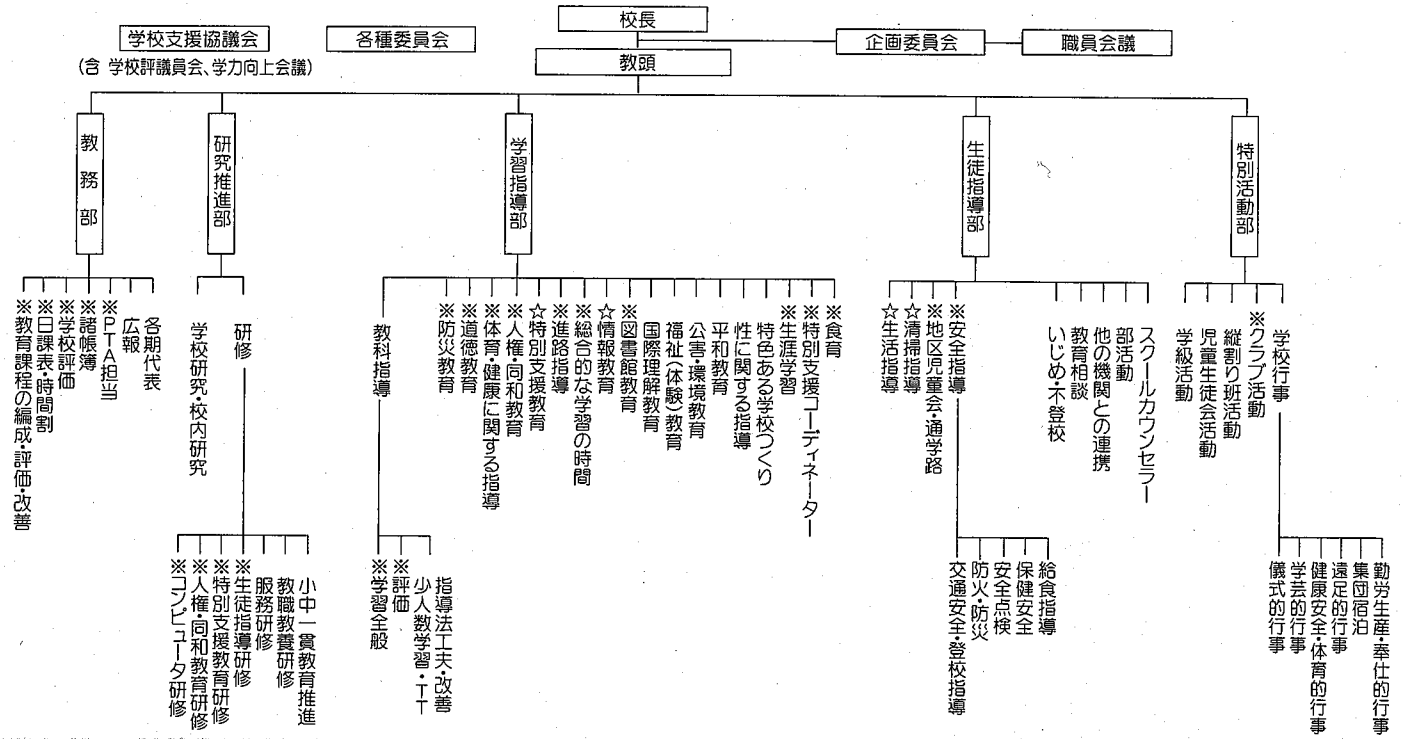 校長
学校支援協議会
各種委員会
企画委員会
職員会議
(含 学校評議員会、学力向上会議)
教頭
教務部
研究推進部
学習指導部
生徒指導部
特別活動部
※教育課程の編成・評価・改善
※日課表・時間割
※学校評価
※諸帳簿
※PTA担当
広報
各期代表
学校研究・校内研究
研修
※コンピュータ研修
※人権・同和教育研修
※特別支援教育研修
※生徒指導研修
服務研修
教職教養研修
小中一貫教育推進
教科指導
※防災教育
※道徳教育
※体育・健康に関する指導
※人権・同和教育
☆特別支援教育
※進路指導
※総合的な学習の時間
☆情報教育
※図書館教育
国際理解教育
福祉(体験)教育
公害・環境教育
平和教育
性に関する指導
特色ある学校つくり
※生涯学習
※特別支援コーディネーター
※食育
※学習全般
※評価
少人数学習・TT
指導法工夫・改善
☆生活指導
☆清掃指導
※地区児童会・通学路
※安全指導
いじめ・不登校
教育相談
他の機関との連携
部活動
スクールカウンセラー
交通安全・登校指導
防火・防災
安全点検
保健安全
給食指導
学級活動
児童生徒会活動
縦割り班活動
※クラブ活動
学校行事
儀式的行事
学芸的行事
健康安全・体育的行事
遠足的行事
集団宿泊
勤労生産・奉仕的行事